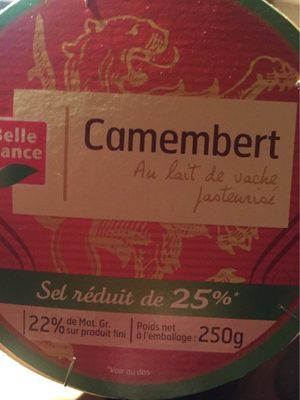 Belle
rance
Camembert
Au lait de vache
pasteurisé
Sel réduit de 25%*
22% de Mat. Gr.
sur produit fini
Poids net
à l'emballage : 250g
*Voir au dos